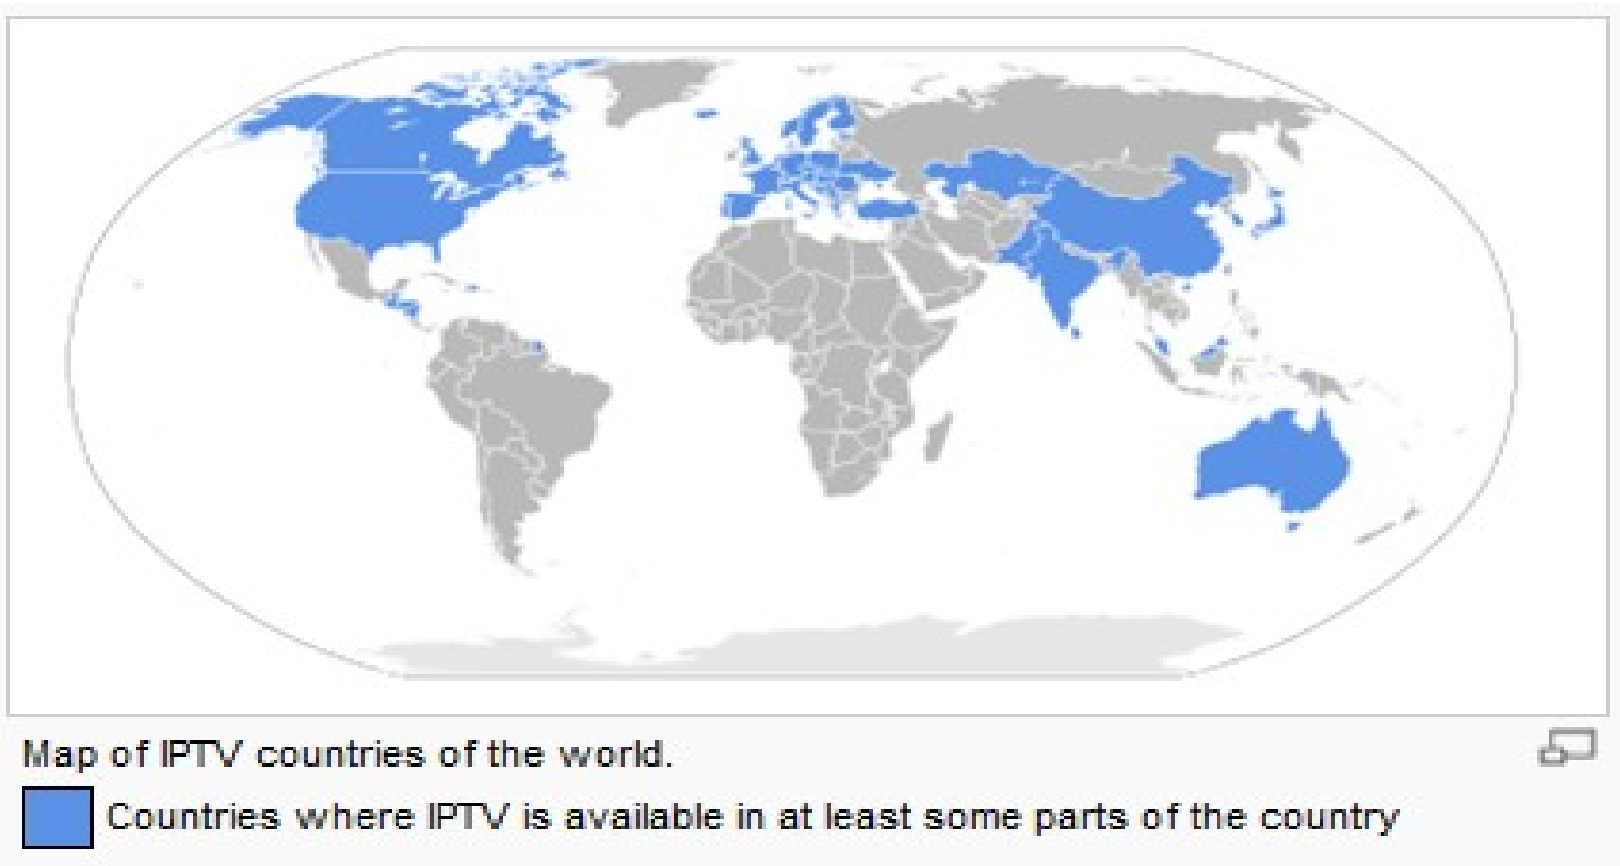 Map of IPTV countries of the world.
Countries where IPTV is available in at least some parts of the country